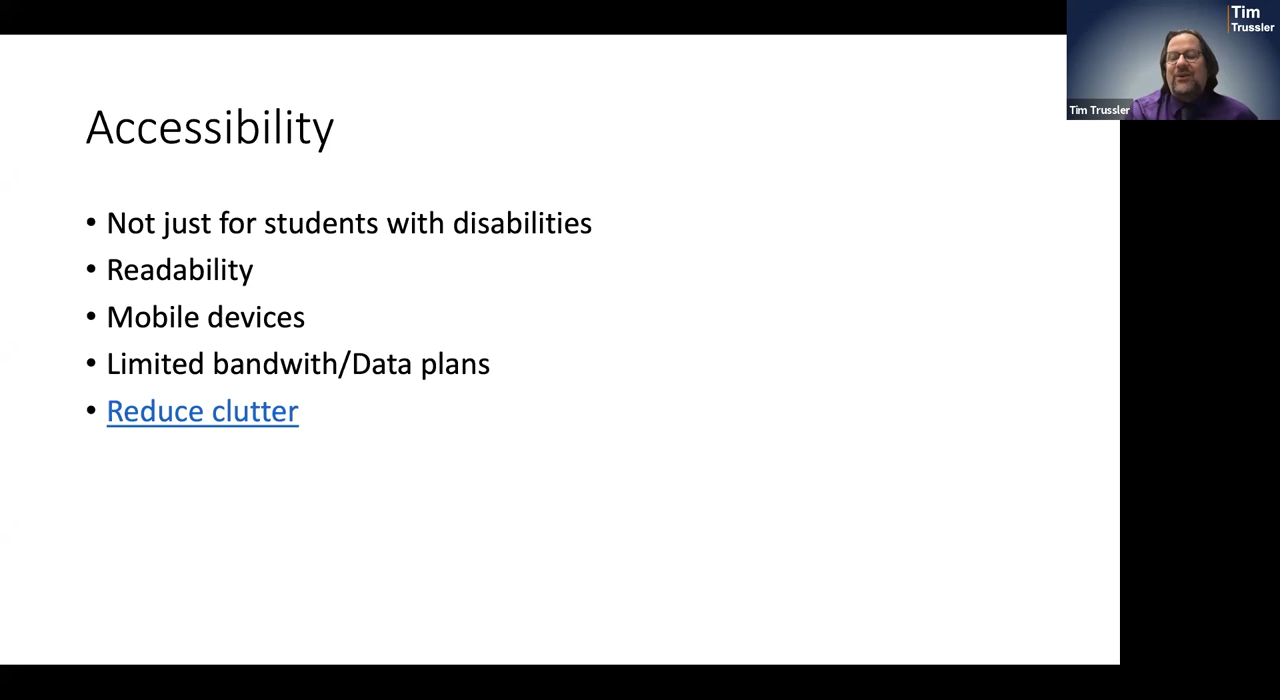 Tim
Trussler
Tim Trussler
Accessibility
• Not just for students with disabilities
• Readability
• Mobile devices
• Limited bandwith/Data plans
• Reduce clutter